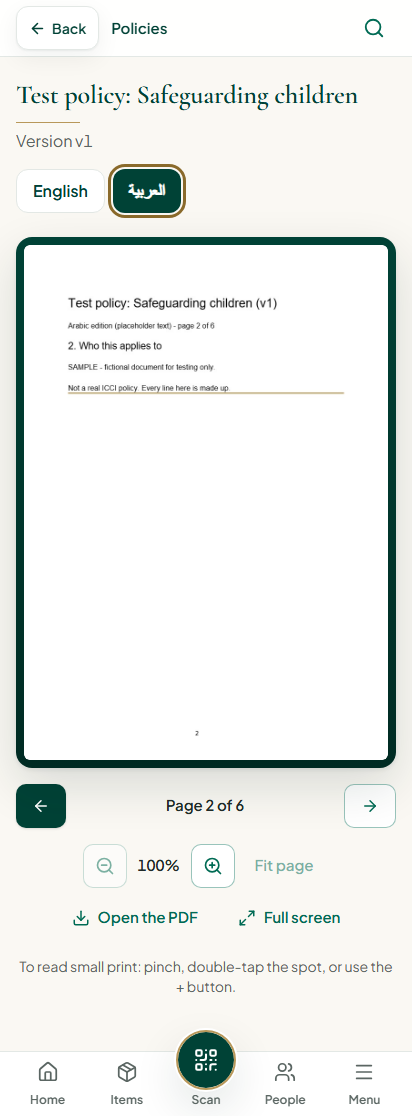 Back
Policies
Test policy: Safeguarding children
Version v1
English
العربية
Test policy: Safeguarding children (v1)
Arabic edition (placeholder text) - page 2 of 6
2. Who this applies to
SAMPLE - fictional document for testing only.
Not a real ICCI policy. Every line here is made up.
2
Page 2 of 6
100%
Fit page
Open the PDF
Full screen
To read small print: pinch, double-tap the spot, or use the
+ button.
Home
Items
Scan
People
Menu